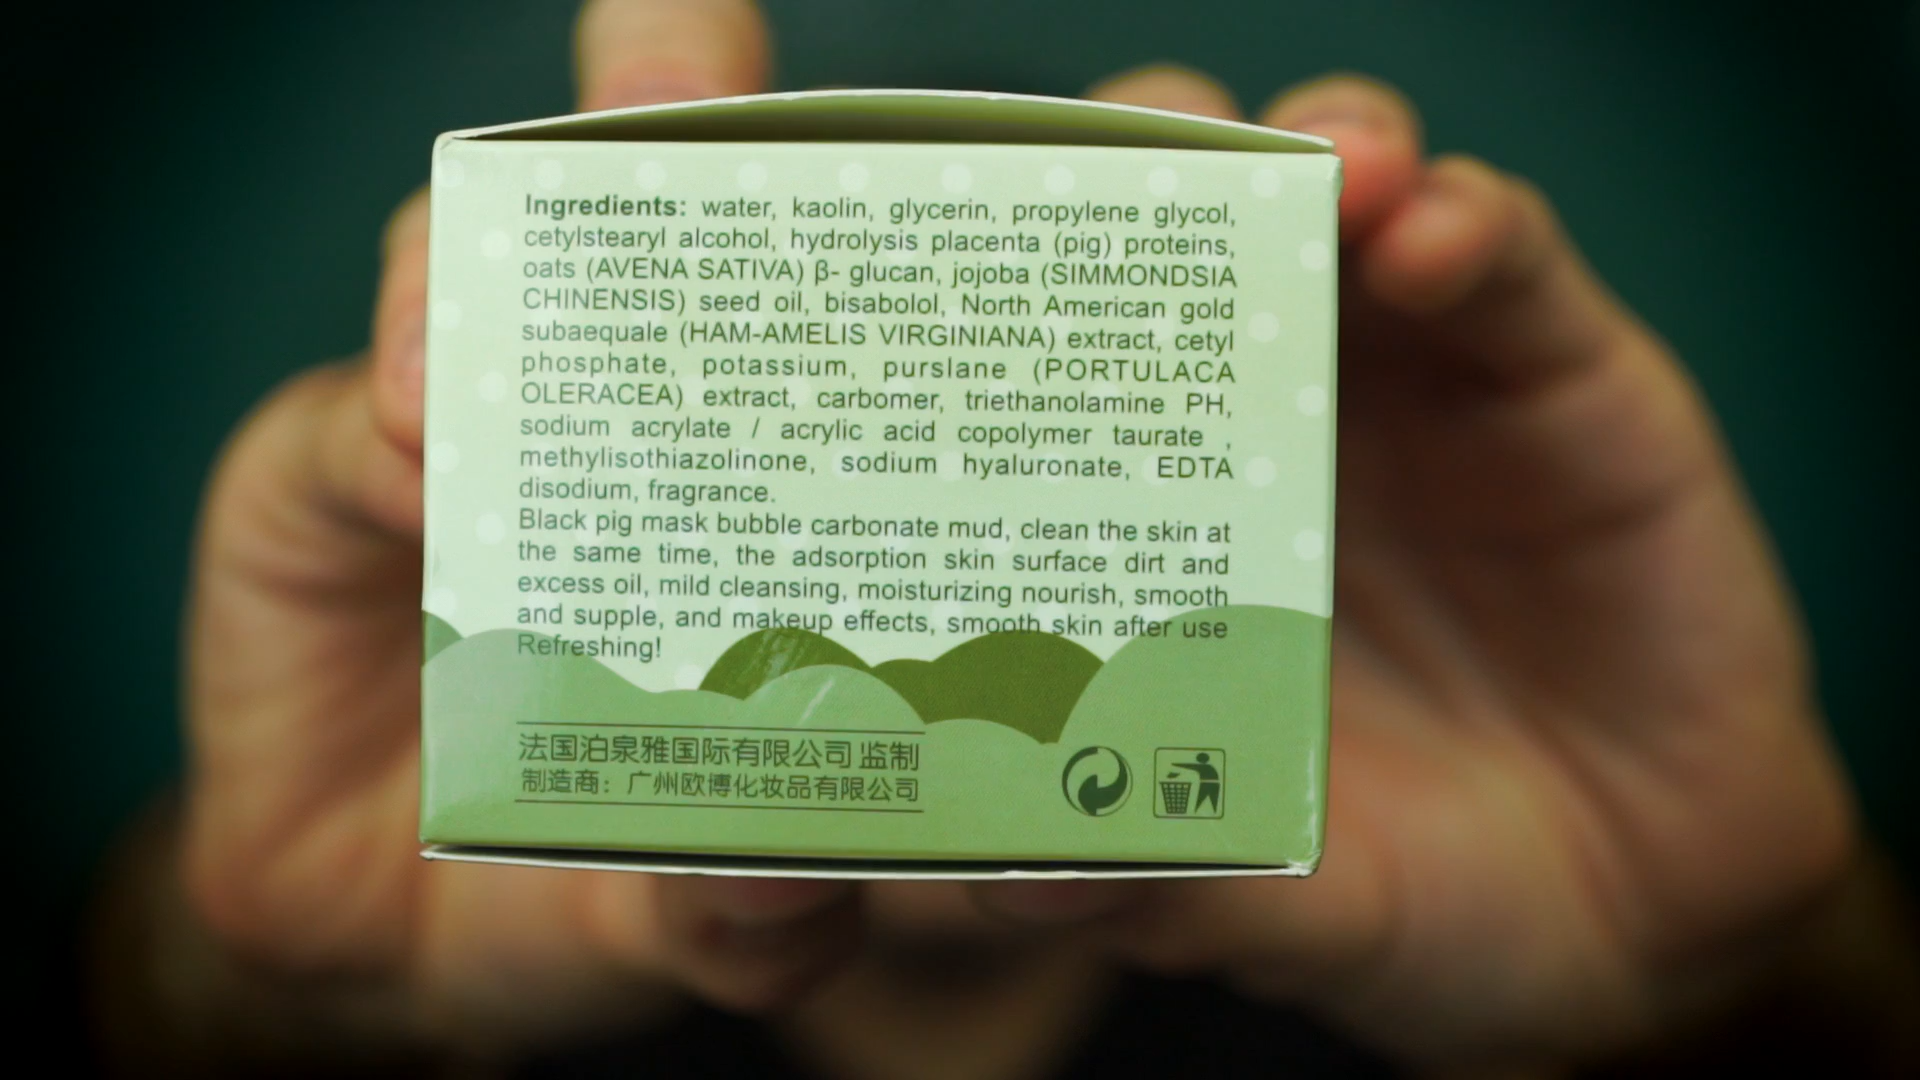 Ingredients: water, kaolin, glycerin, propylene glycol,
cetylstearyl alcohol, hydrolysis placenta (pig) proteins,
oats (AVENA SATIVA) β- glucan, jojoba (SIMMONDSIA
CHINENSIS) seed oil, bisabolol, North American gold
subaequale (HAM-AMELIS VIRGINIANA) extract, cetyl
phosphate, potassium, purslane (PORTULACA
OLERACEA) extract, carbomer, triethanolamine PH,
sodium acrylate / acrylic acid copolymer taurate ,
methylisothiazolinone, sodium hyaluronate, EDTA
disodium, fragrance.
Black pig mask bubble carbonate mud, clean the skin at
the same time, the adsorption skin surface dirt and
excess oil, mild cleansing, moisturizing nourish, smooth
and supple, and makeup effects, smooth skin after use
Refreshing!
法国泊泉雅国际有限公司 监制
制造商：广州欧博化妆品有限公司